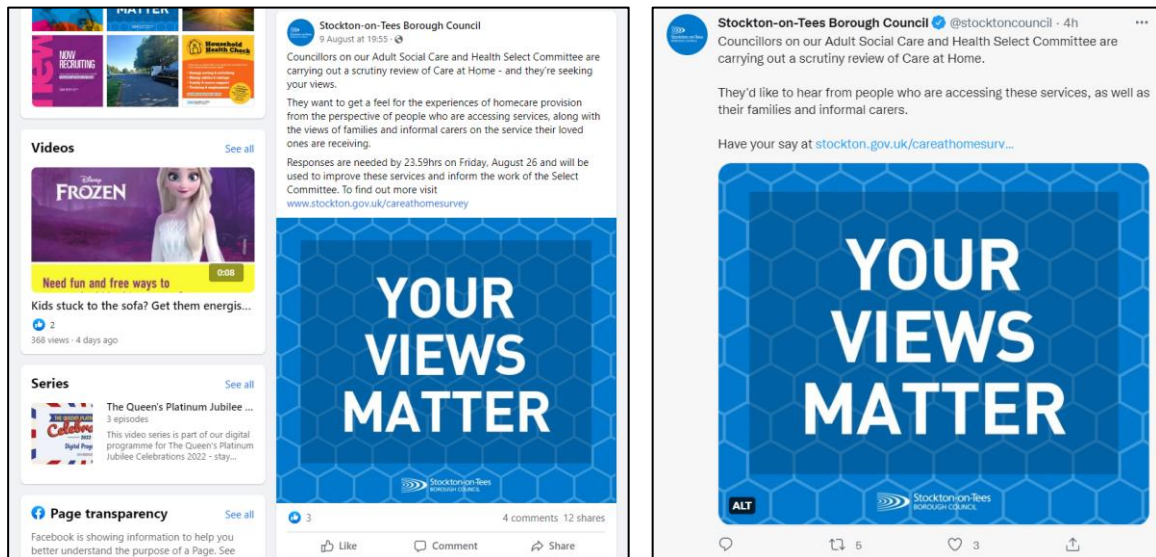 new
NOW
RECRUITING
Household
Health Check
Videos
See all
Disney
FROZEN
Need fun and free ways to
0:08
Kids stuck to the sofa? Get them energis...
2
368 views · 4 days ago
Series
See all
The Queen's Platinum Jubilee ...
3 episodes
This video series is part of our digital
programme for The Queen's Platinum
Jubilee Celebrations 2022 - stay...
Page transparency
See all
Facebook is showing information to help you
better understand the purpose of a Page. See
Stockton-on-Tees Borough Council
9 August at 19:55 ·
Councillors on our Adult Social Care and Health Select Committee are
carrying out a scrutiny review of Care at Home - and they're seeking
your views.
They want to get a feel for the experiences of homecare provision
from the perspective of people who are accessing services, along with
the views of families and informal carers on the service their loved
ones are receiving.
Responses are needed by 23.59hrs on Friday, August 26 and will be
used to improve these services and inform the work of the Select
Committee. To find out more visit
www.stockton.gov.uk/careathomesurvey
YOUR
VIEWS
MATTER
Stockton-on-Tees
BOROUGH COUNCIL
3
4 comments 12 shares
Like Comment Share
Stockton-on-Tees Borough Council @stocktoncouncil · 4h
Councillors on our Adult Social Care and Health Select Committee are
carrying out a scrutiny review of Care at Home.
They'd like to hear from people who are accessing these services, as well as
their families and informal carers.
Have your say at stockton.gov.uk/careathomesurv...
YOUR
VIEWS
MATTER
ALT
Stockton-on-Tees
BOROUGH COUNCIL
5 3